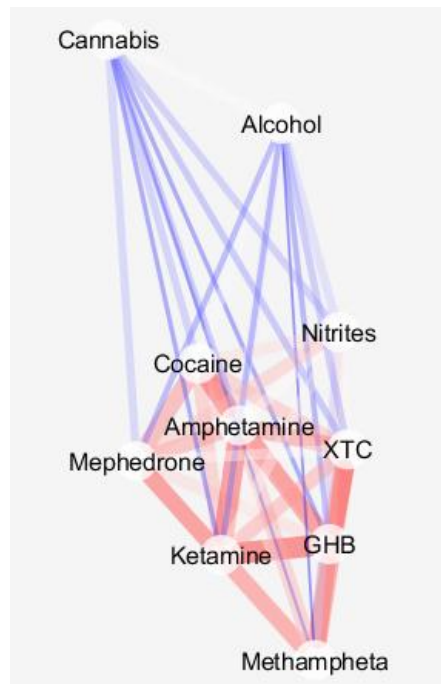 Cannabis
Alcohol
Nitrites
Cocaine
Amphetamine
XTC
Mephedrone
GHB
Ketamine
Methampheta